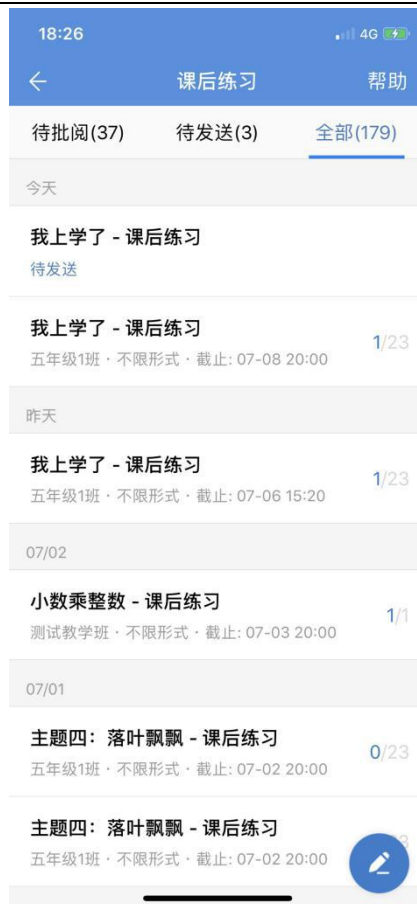 18:26
4G
课后练习
帮助
待批阅(37)
待发送(3)
全部(179)
今天
我上学了 - 课后练习
待发送
我上学了 - 课后练习
1/23
五年级1班 · 不限形式 · 截止: 07-08 20:00
昨天
我上学了 - 课后练习
1/23
五年级1班 · 不限形式 · 截止: 07-06 15:20
07/02
小数乘整数 - 课后练习
1/1
测试教学班 · 不限形式 · 截止: 07-03 20:00
07/01
主题四：落叶飘飘 - 课后练习
0/23
五年级1班 · 不限形式 · 截止: 07-02 20:00
主题四：落叶飘飘 - 课后练习
五年级1班 · 不限形式 · 截止: 07-02 20:00